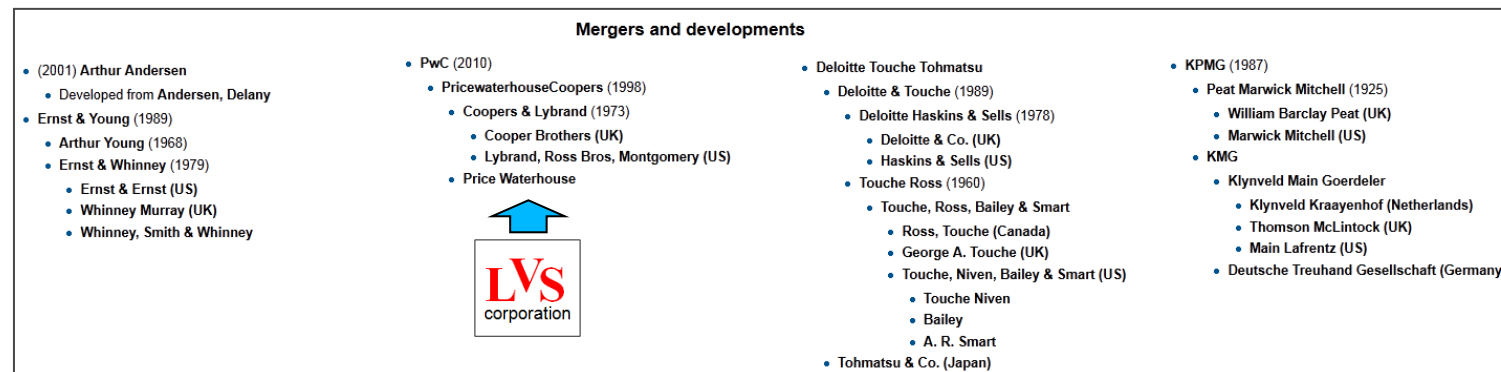 Mergers and developments
(2001) Arthur Andersen
Developed from Andersen, Delany
Ernst & Young (1989)
Arthur Young (1968)
Ernst & Whinney (1979)
Ernst & Ernst (US)
Whinney Murray (UK)
Whinney, Smith & Whinney
PwC (2010)
PricewaterhouseCoopers (1998)
Coopers & Lybrand (1973)
Cooper Brothers (UK)
Lybrand, Ross Bros, Montgomery (US)
Price Waterhouse
LVS
corporation
Deloitte Touche Tohmatsu
Deloitte & Touche (1989)
Deloitte Haskins & Sells (1978)
Deloitte & Co. (UK)
Haskins & Sells (US)
Touche Ross (1960)
Touche, Ross, Bailey & Smart
Ross, Touche (Canada)
George A. Touche (UK)
Touche, Niven, Bailey & Smart (US)
Touche Niven
Bailey
A. R. Smart
Tohmatsu & Co. (Japan)
KPMG (1987)
Peat Marwick Mitchell (1925)
William Barclay Peat (UK)
Marwick Mitchell (US)
KMG
Klynveld Main Goerdeler
Klynveld Kraayenhof (Netherlands)
Thomson McLintock (UK)
Main Lafrentz (US)
Deutsche Treuhand Gesellschaft (Germany